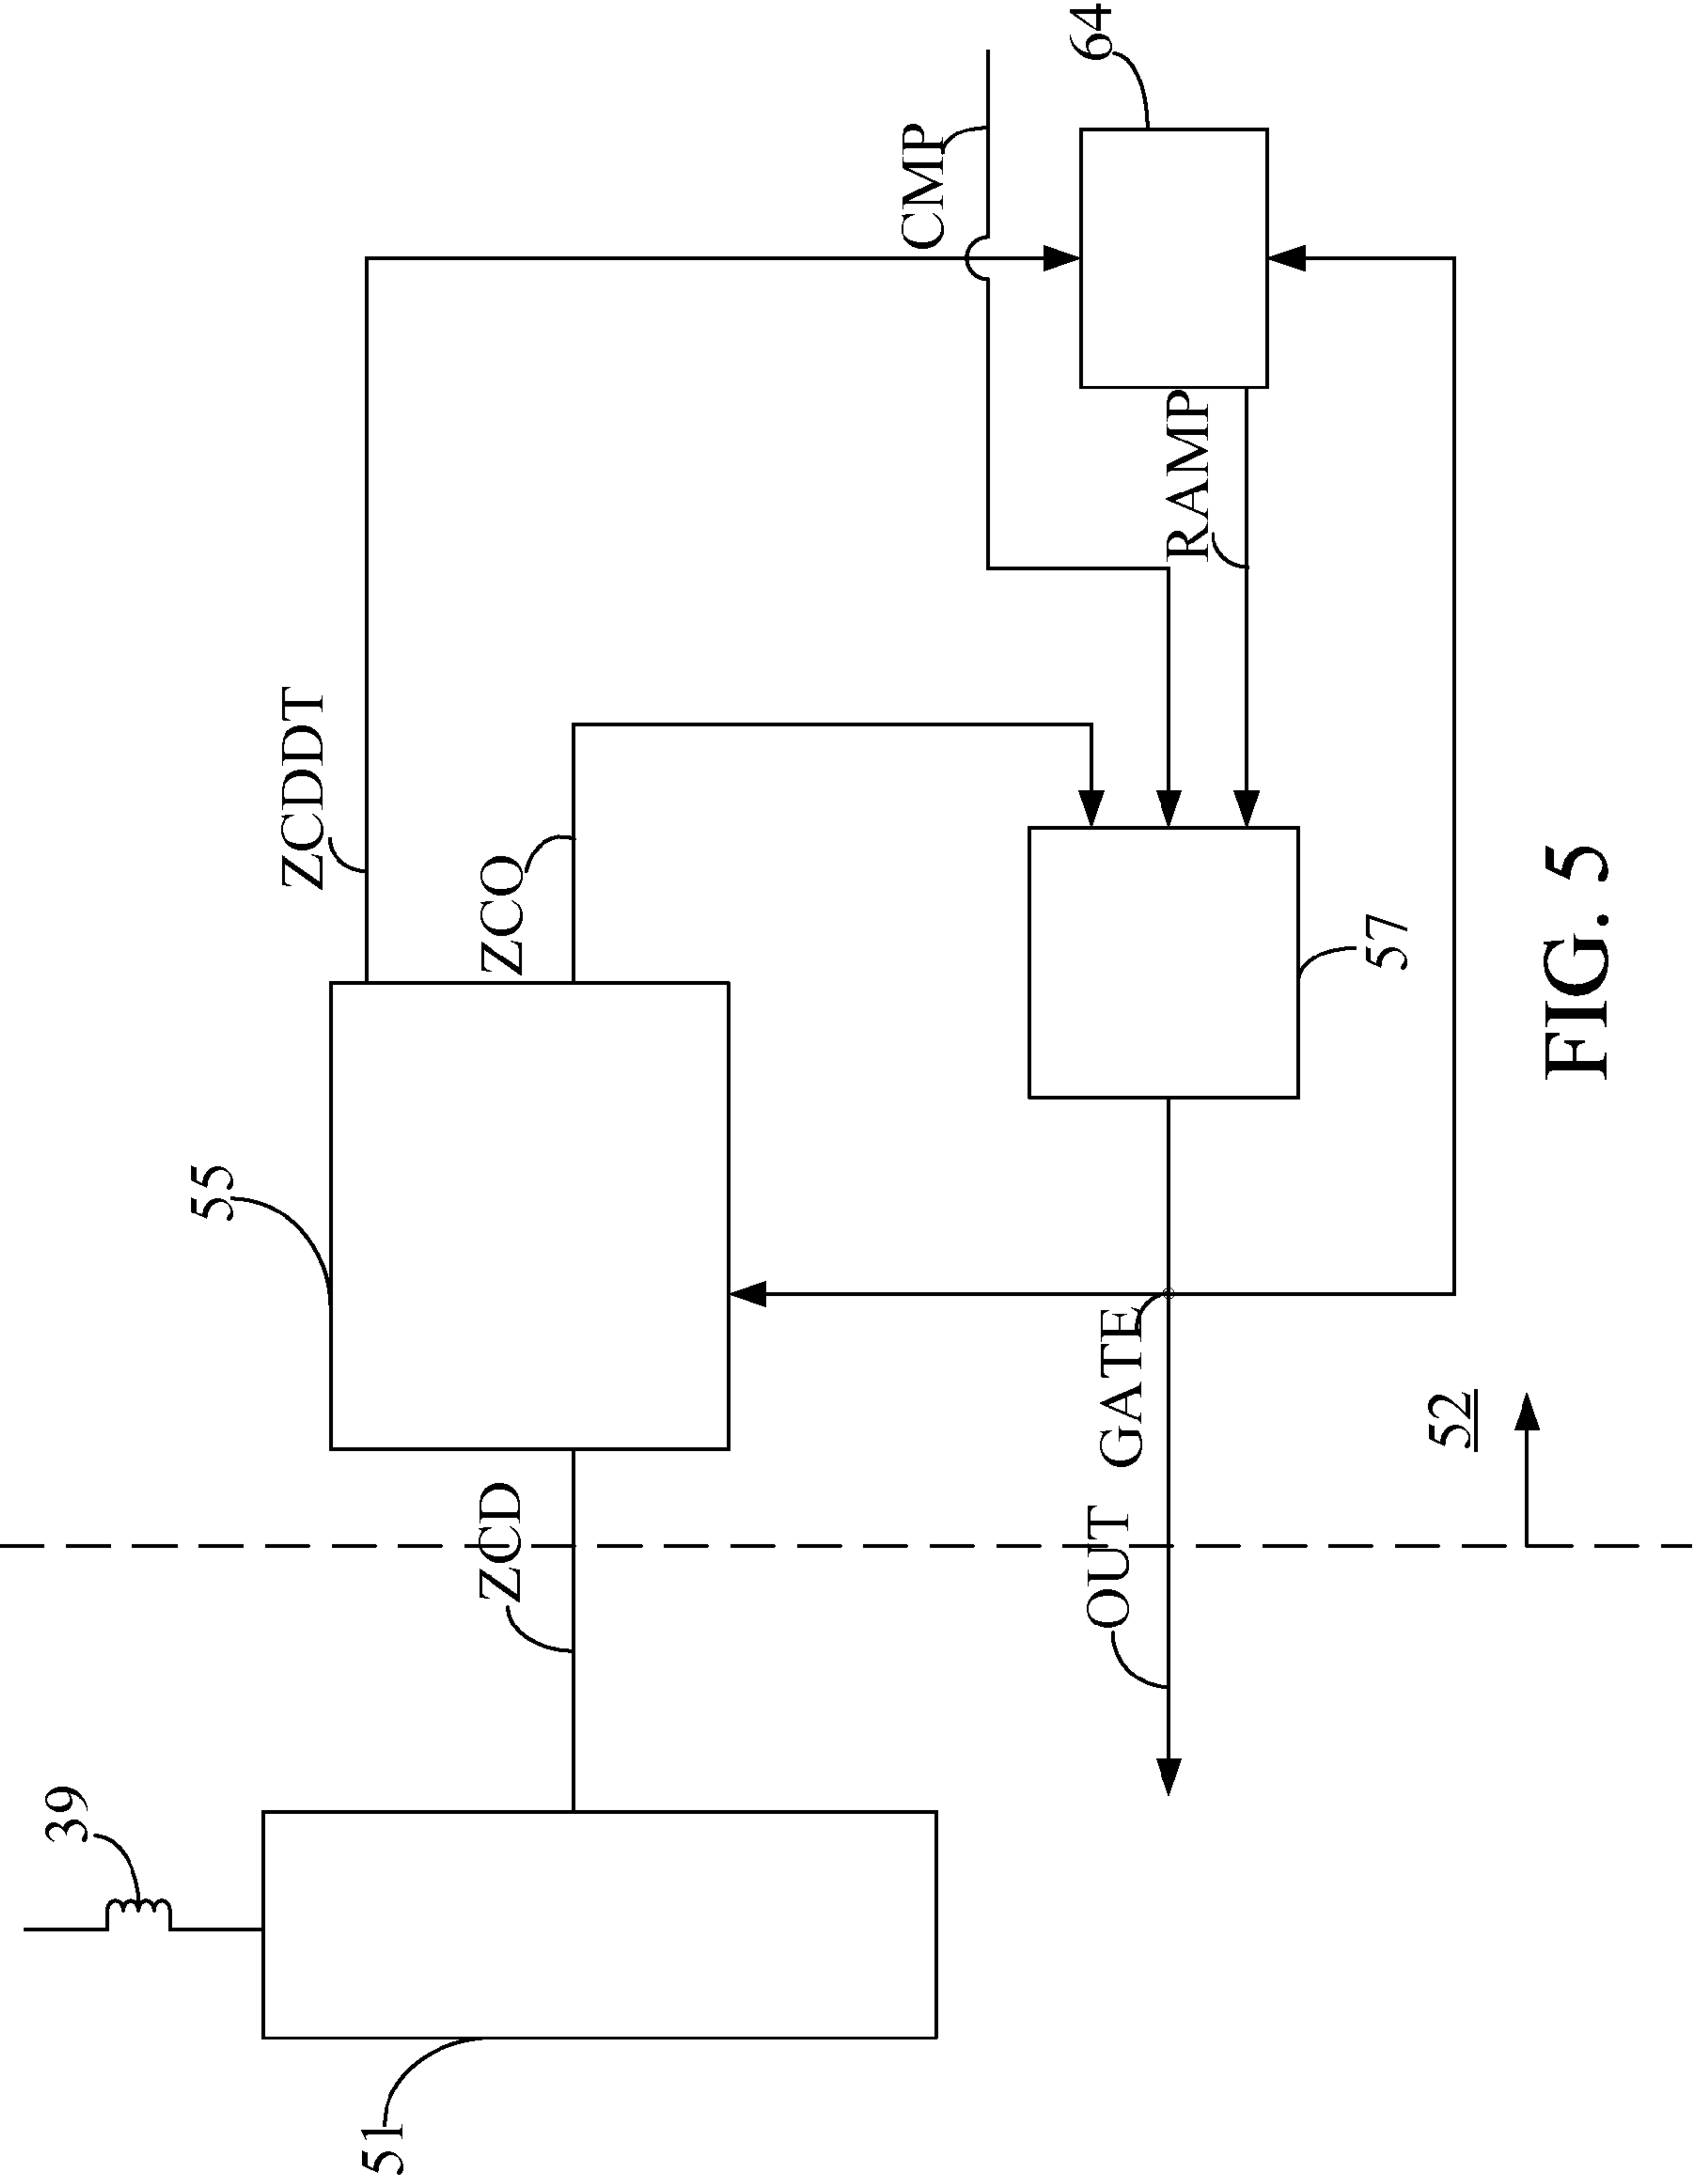 39
51
ZCD
55
ZCDDT
ZCO
OUT
GATE
57
RAMP
CMP
64
52
FIG. 5